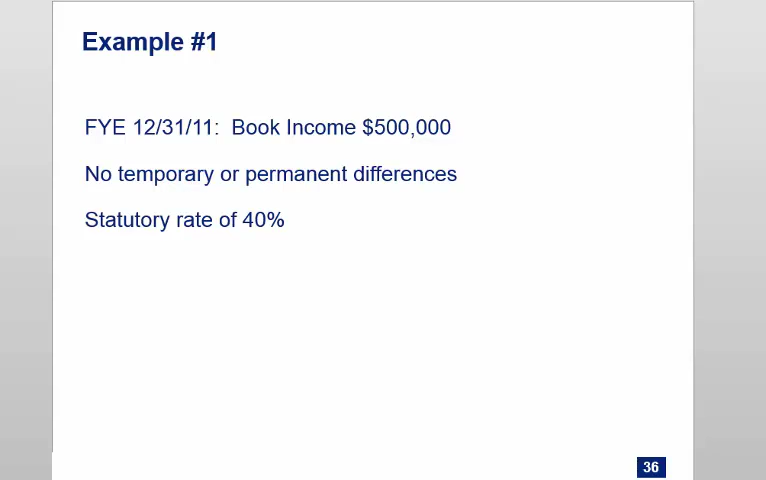 Example #1
FYE 12/31/11:  Book Income $500,000
No temporary or permanent differences
Statutory rate of 40%
36